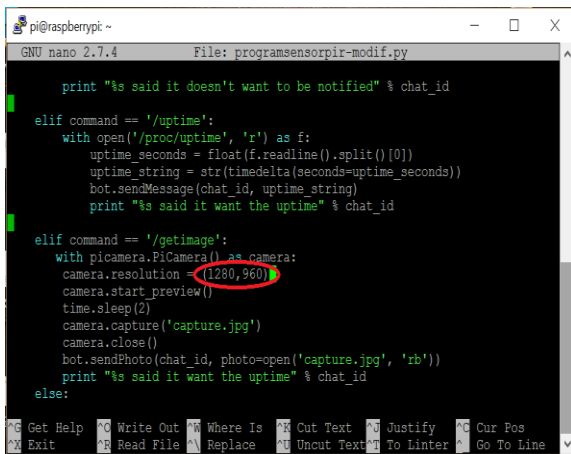 pi@raspberrypi: ~
GNU nano 2.7.4 File: programsensorpir-modif.py
print "%s said it doesn't want to be notified" % chat_id
elif command == '/uptime':
with open('/proc/uptime', 'r') as f:
uptime_seconds = float(f.readline().split()[0])
uptime_string = str(timedelta(seconds=uptime_seconds))
bot.sendMessage(chat_id, uptime_string)
print "%s said it want the uptime" % chat_id
elif command == '/getimage':
with picamera.PiCamera() as camera:
camera.resolution = (1280,960)
camera.start_preview()
time.sleep(2)
camera.capture('capture.jpg')
camera.close()
bot.sendPhoto(chat_id, photo=open('capture.jpg', 'rb'))
print "%s said it want the uptime" % chat_id
else:
^G Get Help ^O Write Out ^W Where Is ^K Cut Text ^J Justify ^C Cur Pos
^X Exit ^R Read File ^\ Replace ^U Uncut Text ^T To Linter ^_ Go To Line